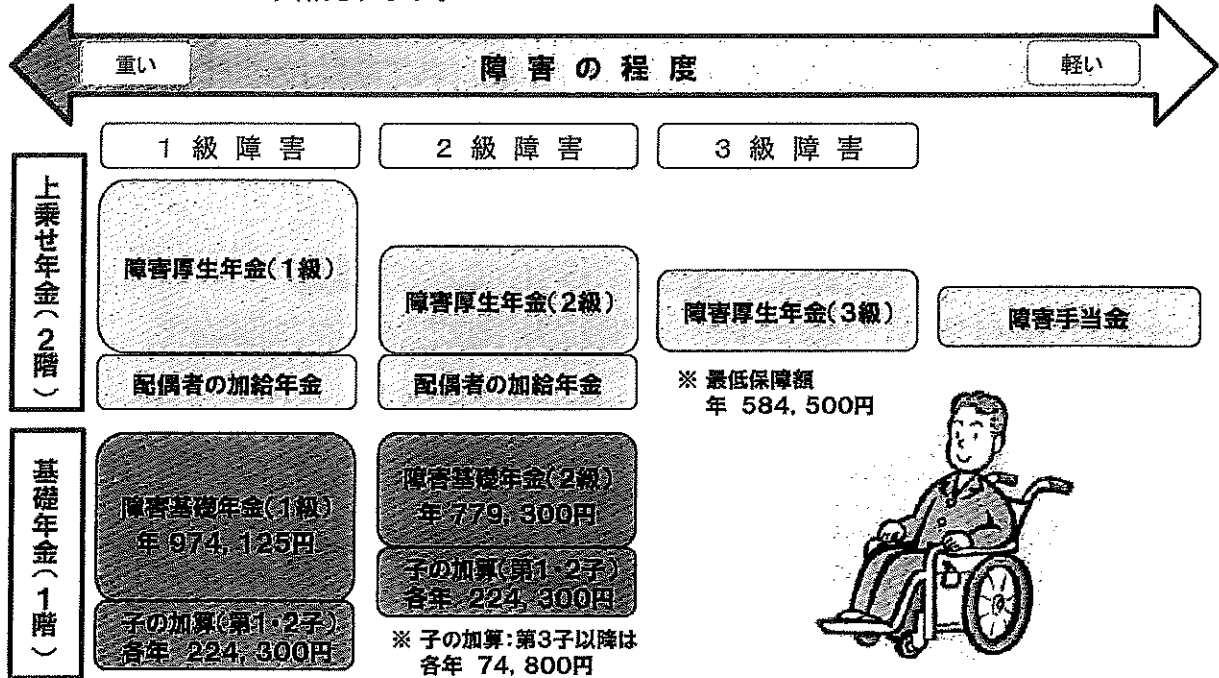 重い
障害の程度
軽い
1級障害
2級障害
3級障害
上乗せ年金(2階)
障害厚生年金(1級)
障害厚生年金(2級)
障害厚生年金(3級)
障害手当金
配偶者の加給年金
配偶者の加給年金
※ 最低保障額
年 584,500円
基礎年金(1階)
障害基礎年金(1級)
年 974,125円
障害基礎年金(2級)
年 779,300円
子の加算(第1・2子)
各年 224,300円
子の加算(第1・2子)
各年 224,300円
※ 子の加算:第3子以降は
各年 74,800円